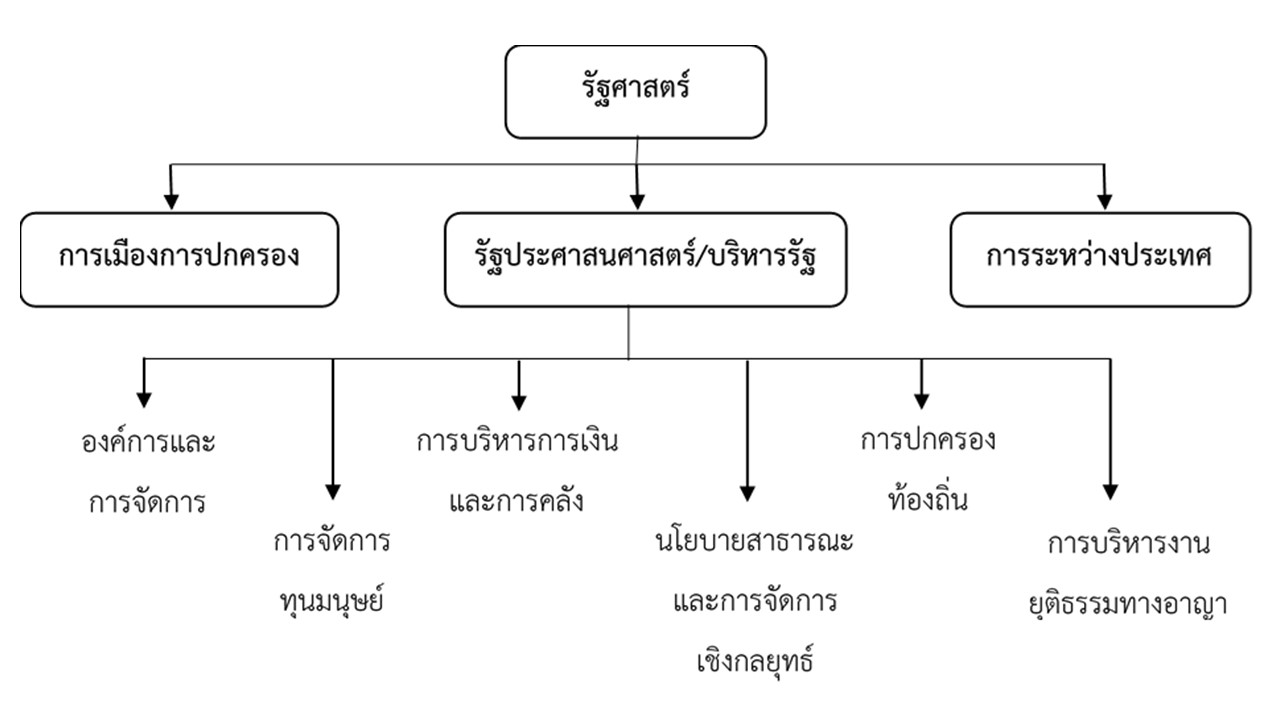 รัฐศาสตร์
การเมืองการปกครอง
รัฐประศาสนศาสตร์/บริหารรัฐ
การระหว่างประเทศ
องค์การและ
การจัดการ
การจัดการ
ทุนมนุษย์
การบริหารการเงิน
และการคลัง
นโยบายสาธารณะ
และการจัดการ
เชิงกลยุทธ์
การปกครอง
ท้องถิ่น
การบริหารงาน
ยุติธรรมทางอาญา